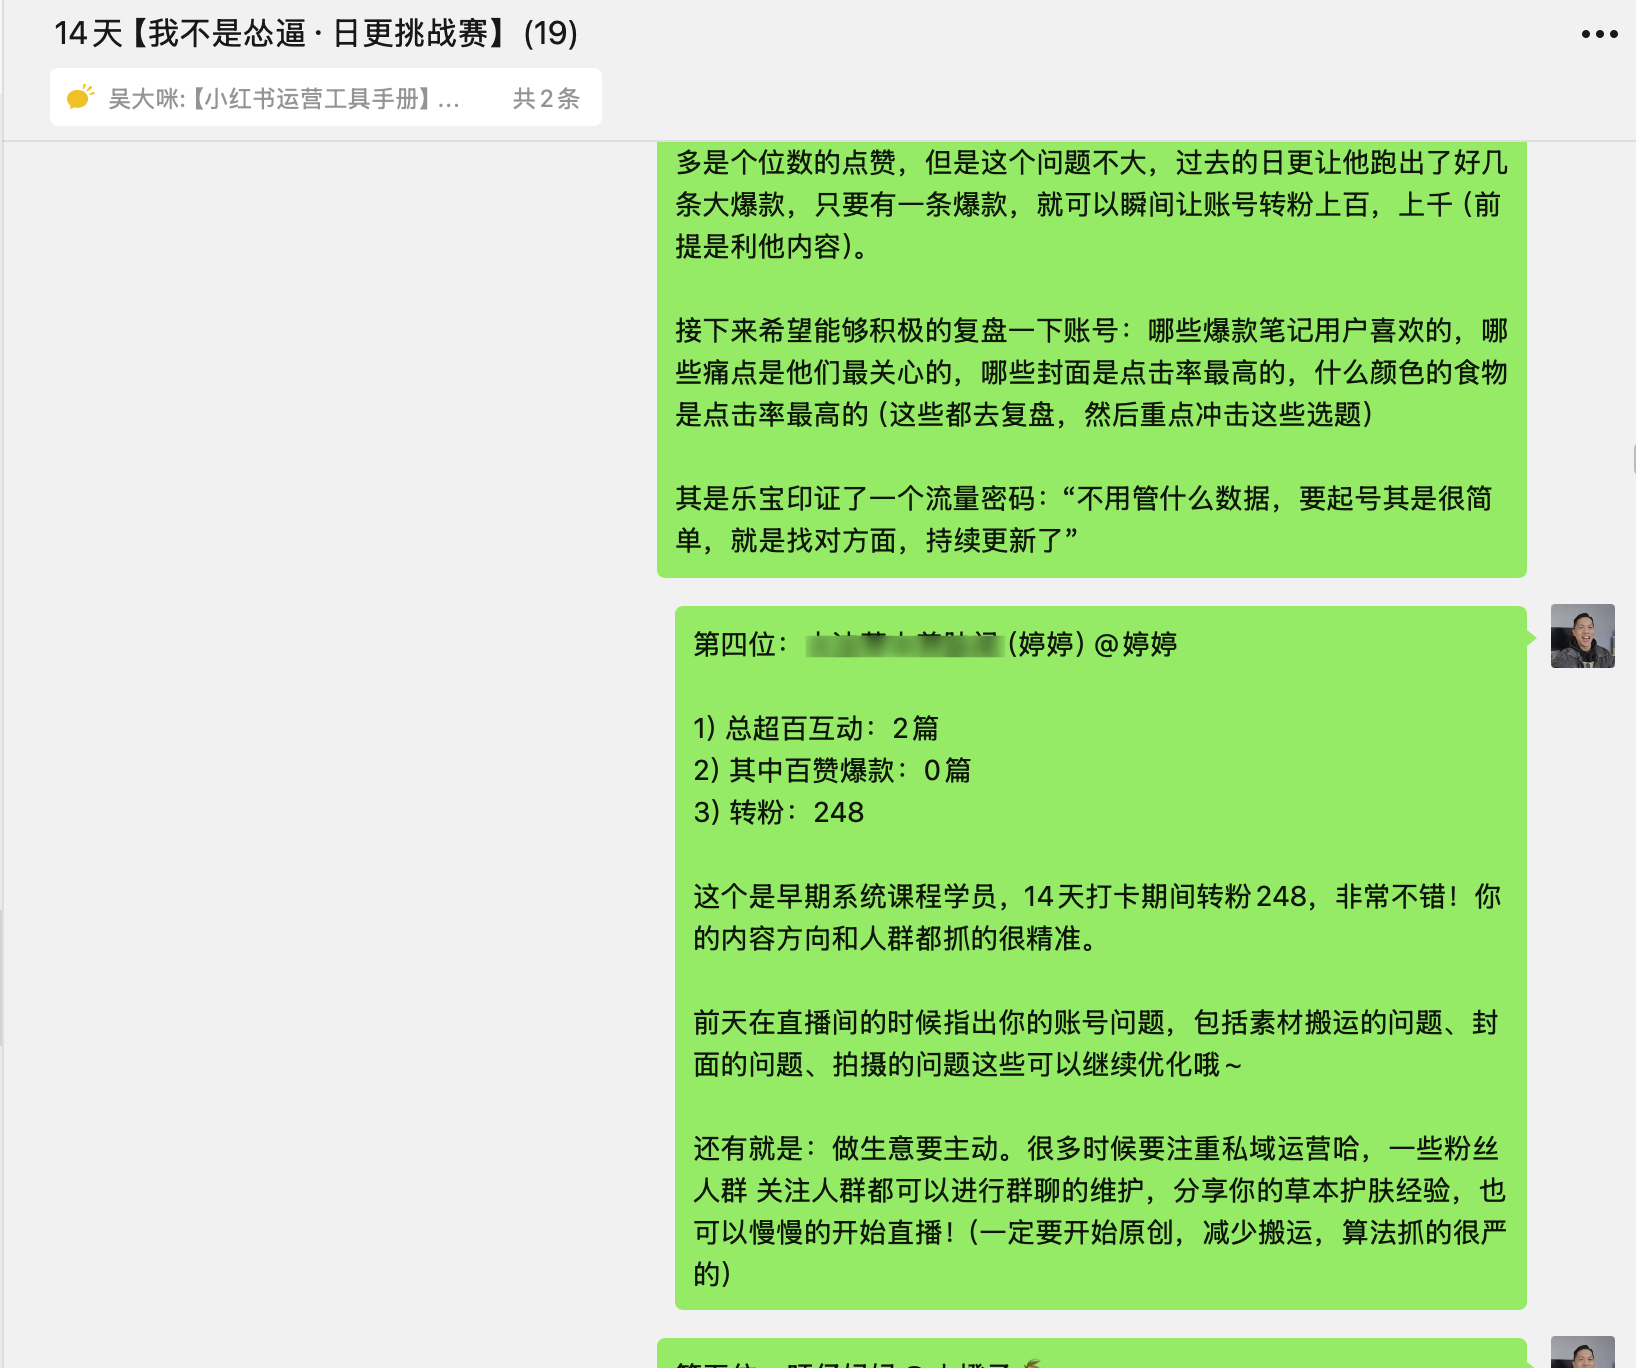 14天【我不是怂逼·日更挑战赛】(19)
吴大咪:【小红书运营工具手册】...
共2条
多是个位数的点赞，但是这个问题不大，过去的日更让他跑出了好几
条大爆款，只要有一条爆款，就可以瞬间让账号转粉上百，上千（前
提是利他内容）。
接下来希望能够积极的复盘一下账号：哪些爆款笔记用户喜欢的，哪
些痛点是他们最关心的，哪些封面是点击率最高的，什么颜色的食物
是点击率最高的（这些都去复盘，然后重点冲击这些选题）
其是乐宝印证了一个流量密码：“不用管什么数据，要起号其是很简
单，就是找对方面，持续更新了”
第四位：
(婷婷) @婷婷
1) 总超百互动：2篇
2) 其中百赞爆款：0篇
3) 转粉：248
这个是早期系统课程学员，14天打卡期间转粉248，非常不错！你
的内容方向和人群都抓的很精准。
前天在直播间的时候指出你的账号问题，包括素材搬运的问题、封
面的问题、拍摄的问题这些可以继续优化哦~
还有就是：做生意要主动。很多时候要注重私域运营哈，一些粉丝
人群 关注人群都可以进行群聊的维护，分享你的草本护肤经验，也
可以慢慢的开始直播！（一定要开始原创，减少搬运，算法抓的很严
的）